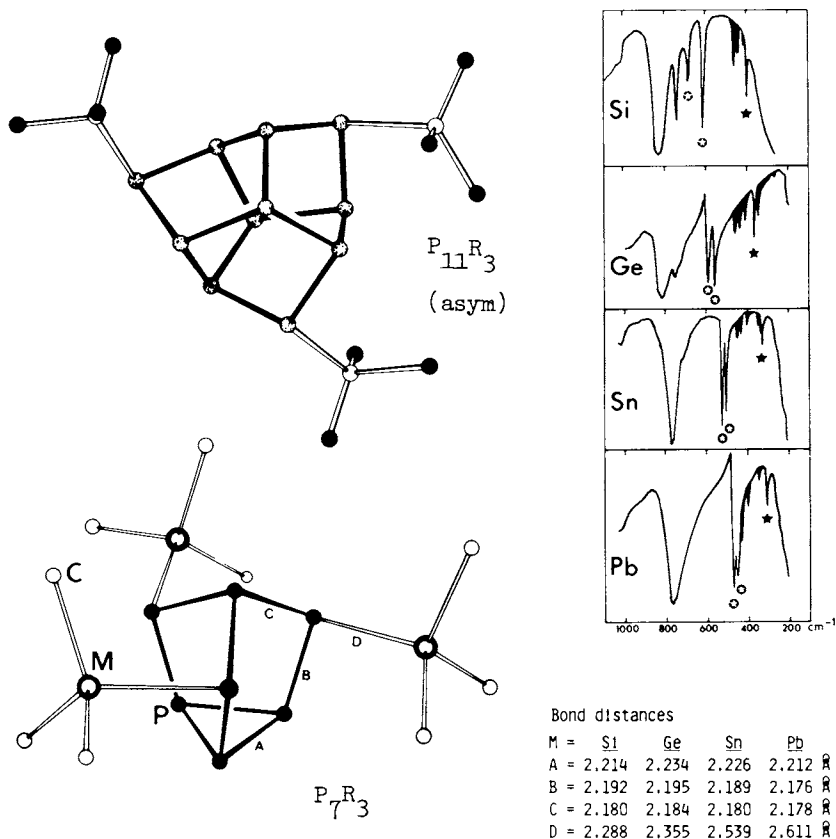 P11R3
(asym)
C
M
P
A
B
C
D
P7R3
Si
Ge
Sn
Pb
1000 800 600 400 200 cm-1
Bond distances
M = Si Ge Sn Pb
A = 2.214 2.234 2.226 2.212 Å
B = 2.192 2.195 2.189 2.176 Å
C = 2.180 2.184 2.180 2.178 Å
D = 2.288 2.355 2.539 2.611 Å